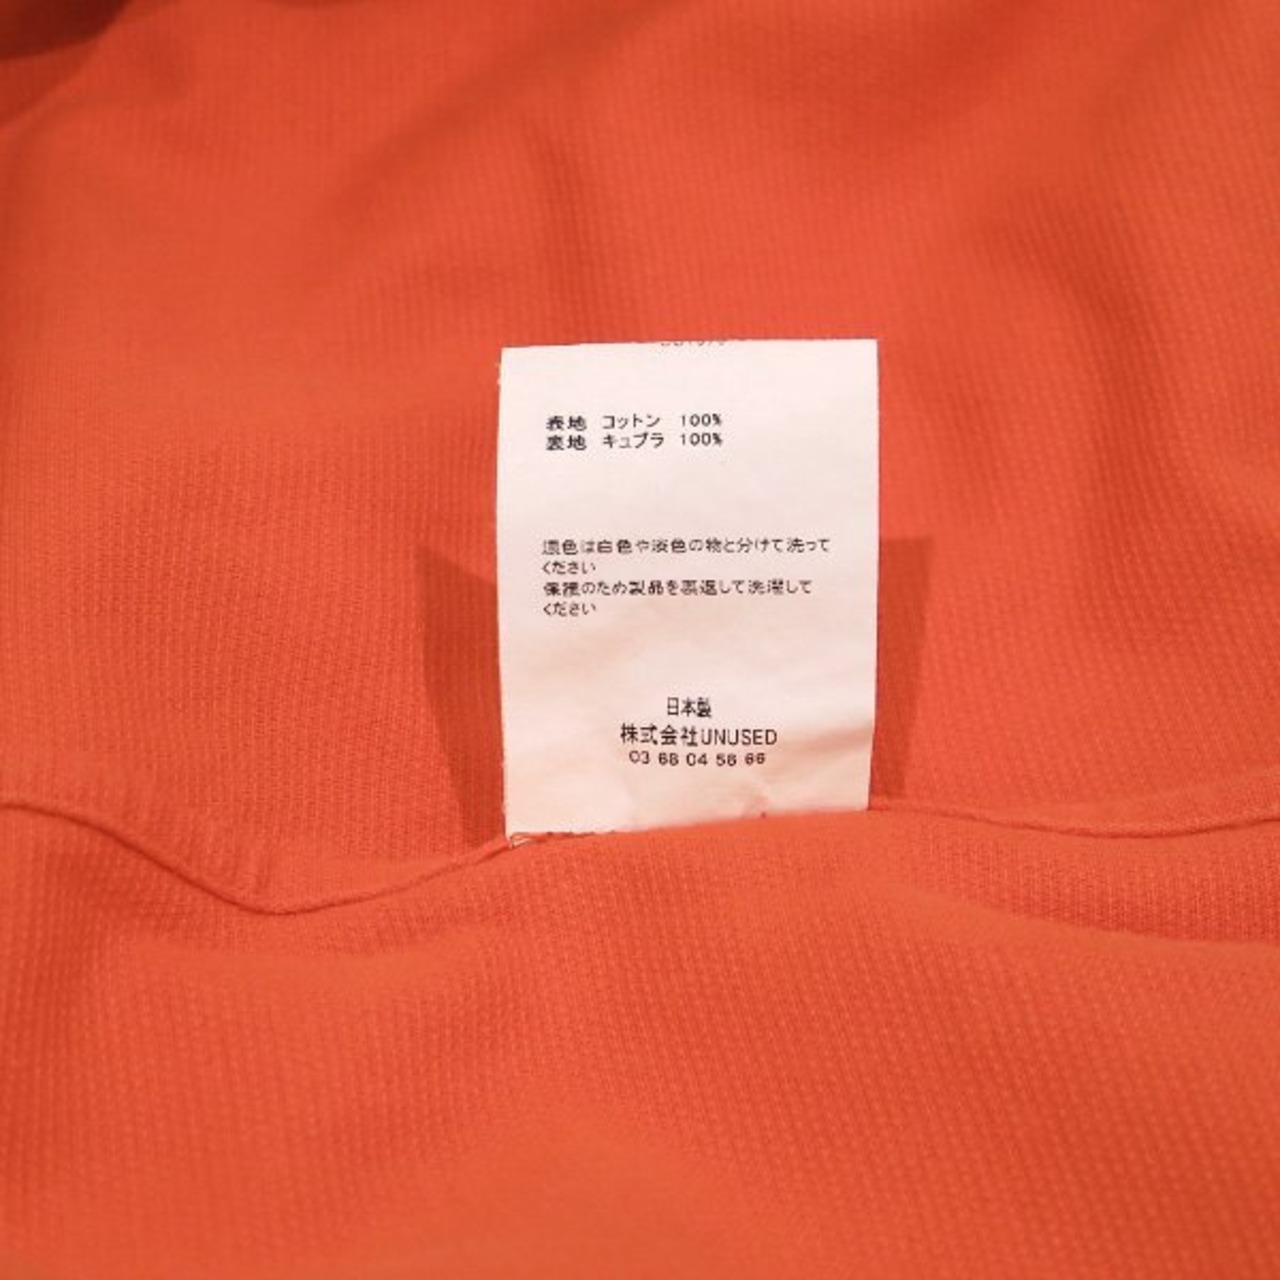 表地 コットン 100%
裏地 キュプラ 100%
濃色は白色や淡色の物と分けて洗って
ください
保護のため製品を裏返して洗濯して
ください
日本製
株式会社UNUSED
03 68 04 56 66